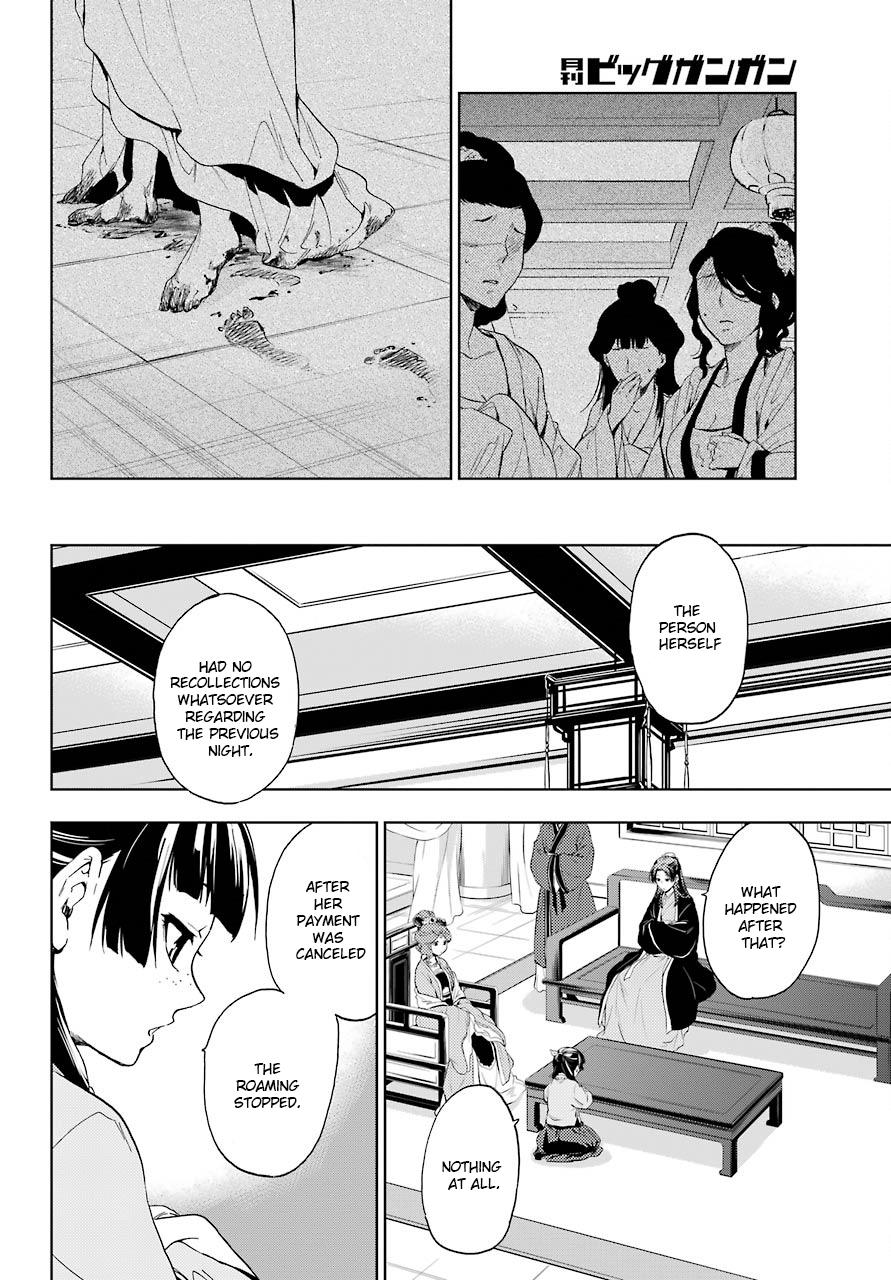 月刊ビッグガンガン
THE
PERSON
HERSELF
HAD NO
RECOLLECTIONS
WHATSOEVER
REGARDING
THE PREVIOUS
NIGHT.
WHAT
HAPPENED
AFTER
THAT?
NOTHING
AT ALL.
AFTER
HER
PAYMENT
WAS
CANCELED
THE
ROAMING
STOPPED.